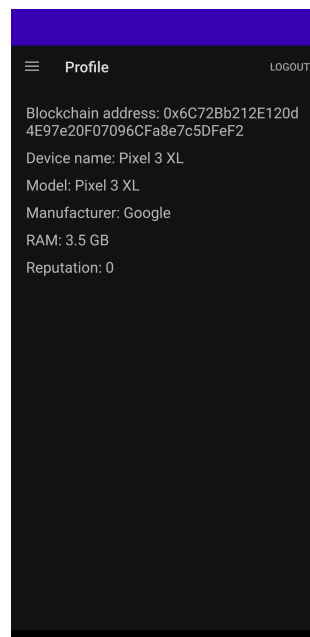 Profile
LOGOUT
Blockchain address: 0x6C72Bb212E120d
4E97e20F07096CFa8e7c5DFeF2
Device name: Pixel 3 XL
Model: Pixel 3 XL
Manufacturer: Google
RAM: 3.5 GB
Reputation: 0